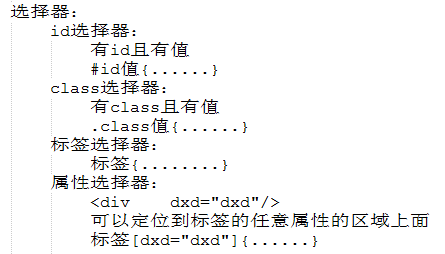 选择器：
id选择器：
有id且有值
#id值{......}
class选择器：
有class且有值
.class值{......}
标签选择器：
标签{........}
属性选择器：
<div    dxd="dxd"/>
可以定位到标签的任意属性的区域上面
标签[dxd="dxd"]{......}